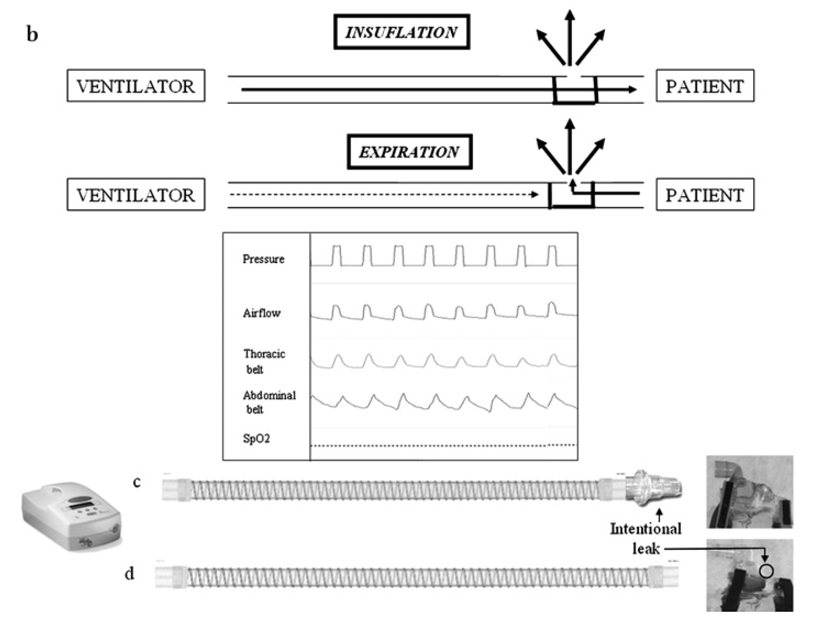 b
INSUFLATION
VENTILATOR
PATIENT
EXPIRATION
VENTILATOR
PATIENT
Pressure
Airflow
Thoracic
belt
Abdominal
belt
SpO2
c
Intentional
leak
d